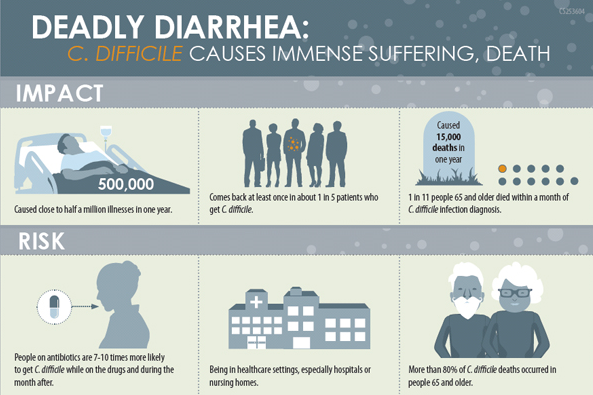 CS253604
DEADLY DIARRHEA:
C. DIFFICILE CAUSES IMMENSE SUFFERING, DEATH
IMPACT
500,000
Caused close to half a million illnesses in one year.
Comes back at least once in about 1 in 5 patients who
get C. difficile.
Caused
15,000
deaths in
one year
1 in 11 people 65 and older died within a month of
C. difficile infection diagnosis.
RISK
People on antibiotics are 7-10 times more likely
to get C. difficile while on the drugs and during the
month after.
Being in healthcare settings, especially hospitals or
nursing homes.
More than 80% of C. difficile deaths occurred in
people 65 and older.